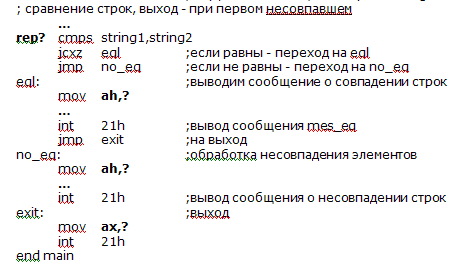 ; сравнение строк, выход - при первом несовпавшем
...
rep? cmps string1,string2
jcxz eql ;если равны - переход на eql
jmp no_eq ;если не равны - переход на no_eq
eql: ;выводим сообщение о совпадении строк
mov ah,?
...
int 21h ;вывод сообщения mes_eq
jmp exit ;на выход
no_eq: ;обработка несовпадения элементов
mov ah,?
...
int 21h ;вывод сообщения о несовпадении строк
exit: ;выход
mov ax,?
int 21h
end main